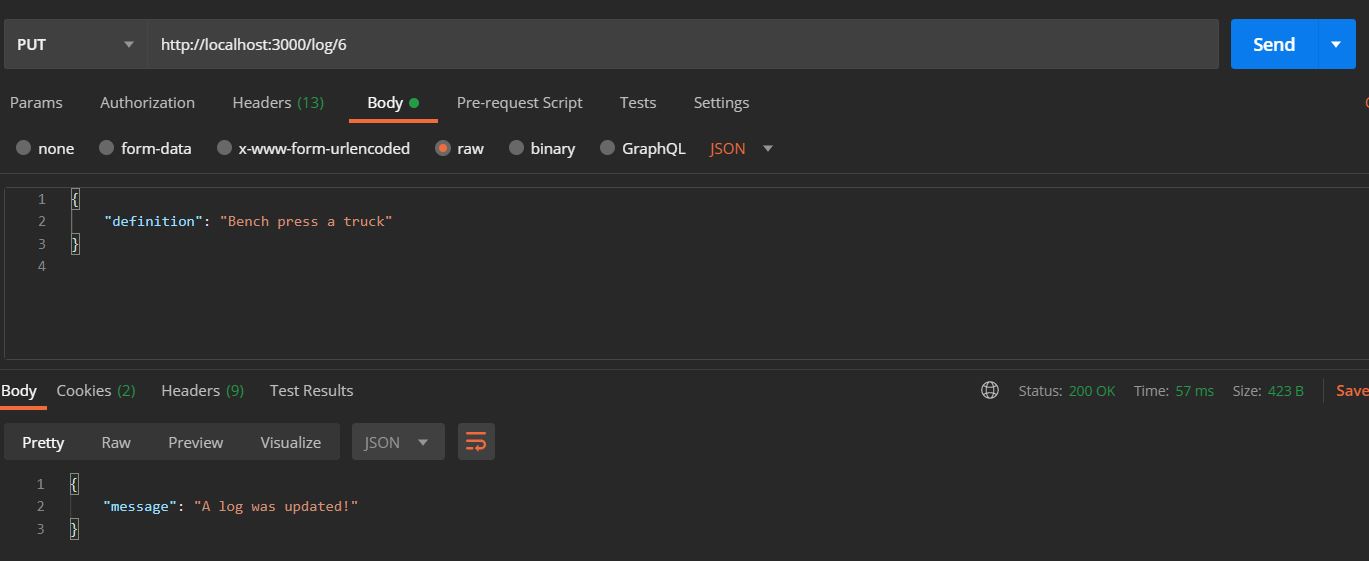 PUT http://localhost:3000/log/6 Send
Params Authorization Headers (13) Body Pre-request Script Tests Settings
none form-data x-www-form-urlencoded raw binary GraphQL JSON
1 {
2 "definition": "Bench press a truck"
3 }
4
Body Cookies (2) Headers (9) Test Results Status: 200 OK Time: 57 ms Size: 423 B Save
Pretty Raw Preview Visualize JSON
1 {
2 "message": "A log was updated!"
3 }